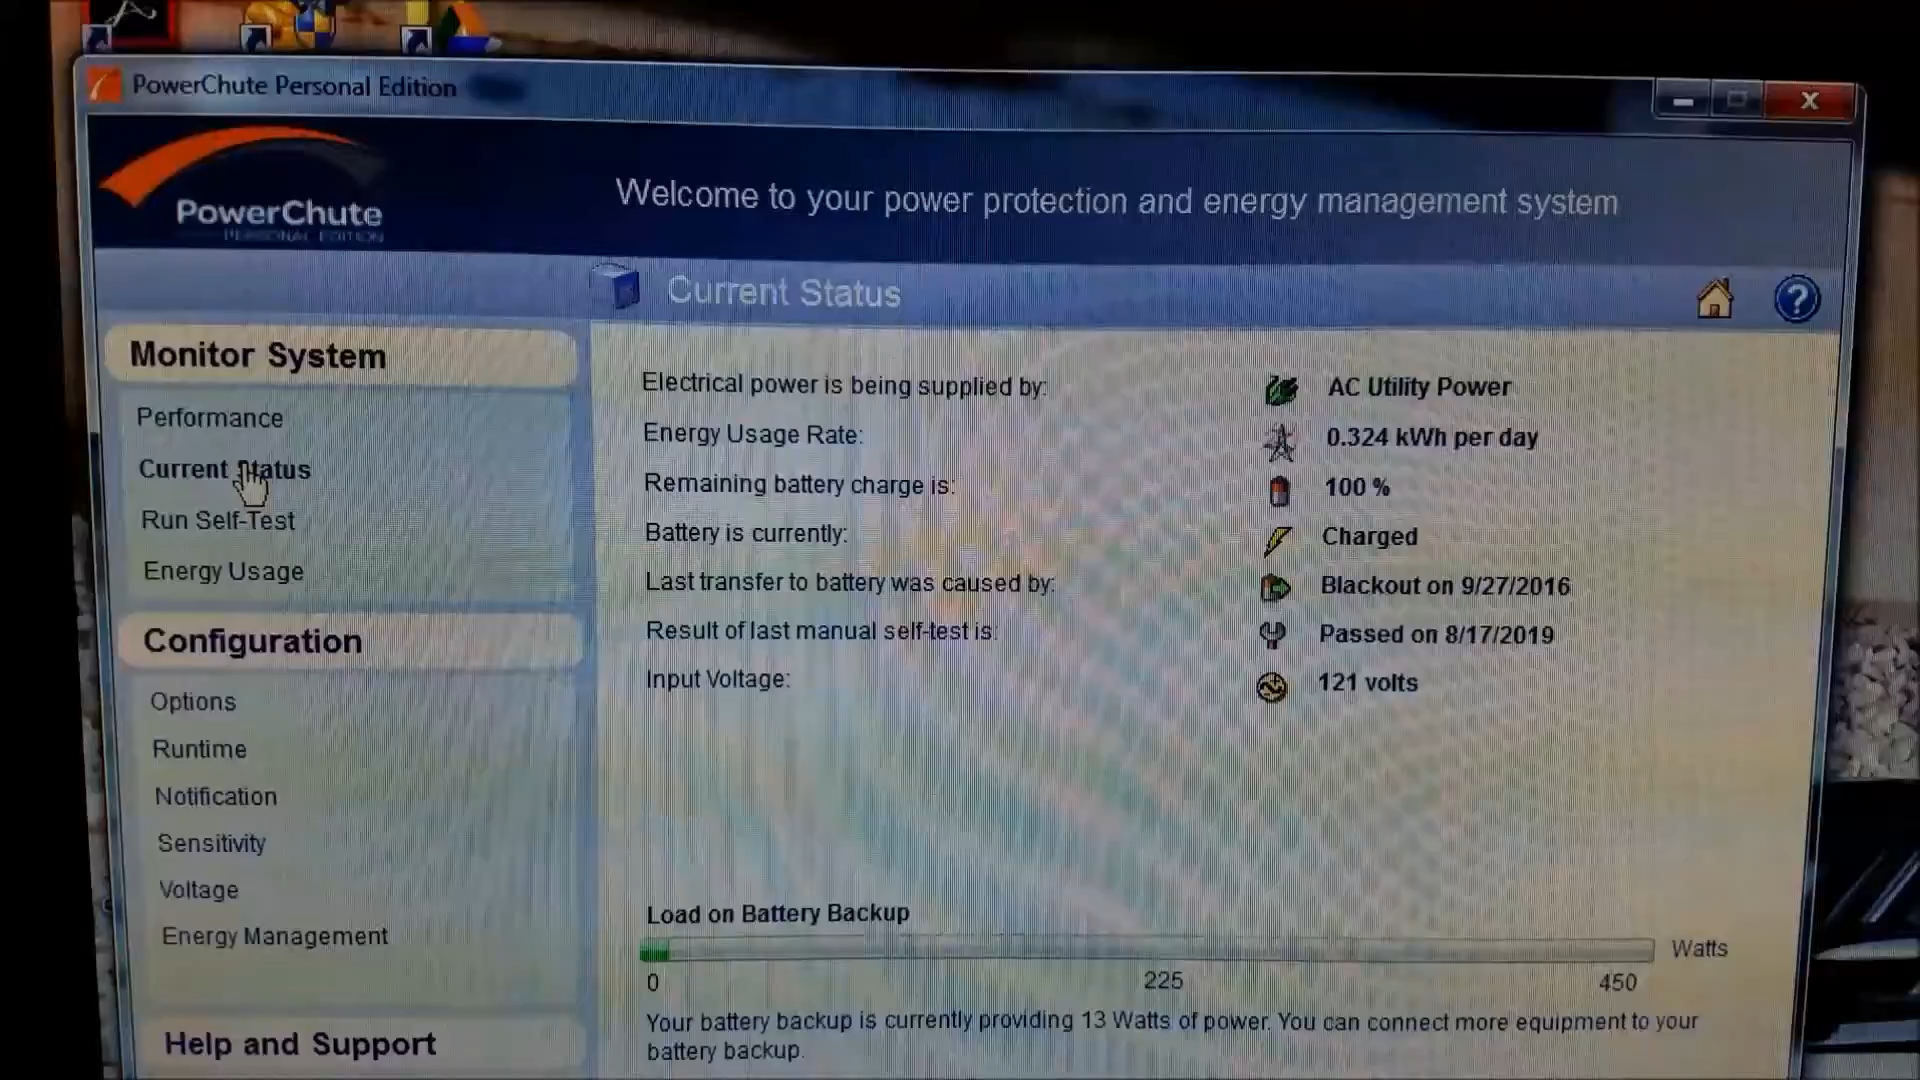 PowerChute Personal Edition
PowerChute
PERSONAL EDITION
Welcome to your power protection and energy management system
Current Status
?
Monitor System
Performance
Current Status
Run Self-Test
Energy Usage
Configuration
Options
Runtime
Notification
Sensitivity
Voltage
Energy Management
Help and Support
Electrical power is being supplied by: AC Utility Power
Energy Usage Rate: 0.324 kWh per day
Remaining battery charge is: 100 %
Battery is currently: Charged
Last transfer to battery was caused by: Blackout on 9/27/2016
Result of last manual self-test is: Passed on 8/17/2019
Input Voltage: 121 volts
Load on Battery Backup
Watts
0 225 450
Your battery backup is currently providing 13 Watts of power. You can connect more equipment to your
battery backup.